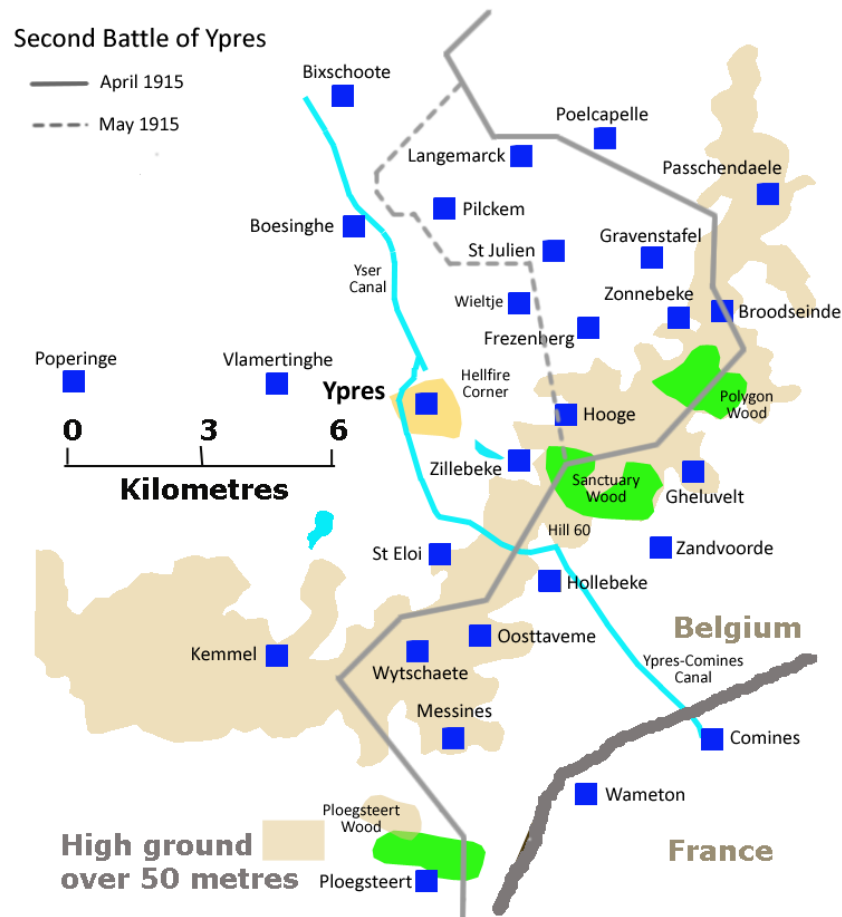 Second Battle of Ypres
April 1915
May 1915
Bixschoote
Poelcapelle
Langemarck
Passchendaele
Pilckem
Boesinghe
St Julien
Gravenstafel
Yser
Canal
Wieltje
Zonnebeke
Broodseinde
Frezenberg
Poperinge
Vlamertinghe
Ypres
Hellfire
Corner
Hooge
Polygon
Wood
0
3
6
Kilometres
Zillebeke
Sanctuary
Wood
Gheluvelt
Hill 60
St Eloi
Zandvoorde
Hollebeke
Belgium
Oosttaveme
Kemmel
Wytschaete
Ypres-Comines
Canal
Messines
Comines
Wameton
Ploegsteert
Wood
High ground
over 50 metres
France
Ploegsteert